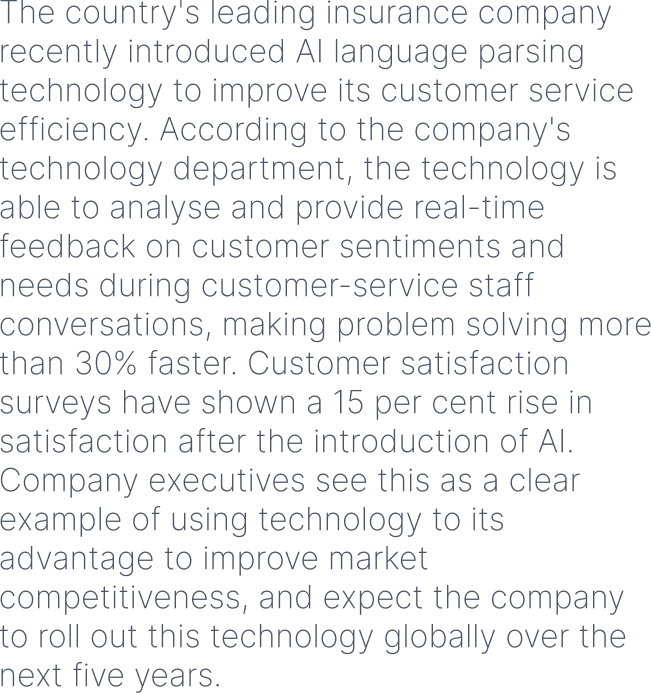 The country's leading insurance company
recently introduced AI language parsing
technology to improve its customer service
efficiency. According to the company's
technology department, the technology is
able to analyse and provide real-time
feedback on customer sentiments and
needs during customer-service staff
conversations, making problem solving more
than 30% faster. Customer satisfaction
surveys have shown a 15 per cent rise in
satisfaction after the introduction of AI.
Company executives see this as a clear
example of using technology to its
advantage to improve market
competitiveness, and expect the company
to roll out this technology globally over the
next five years.